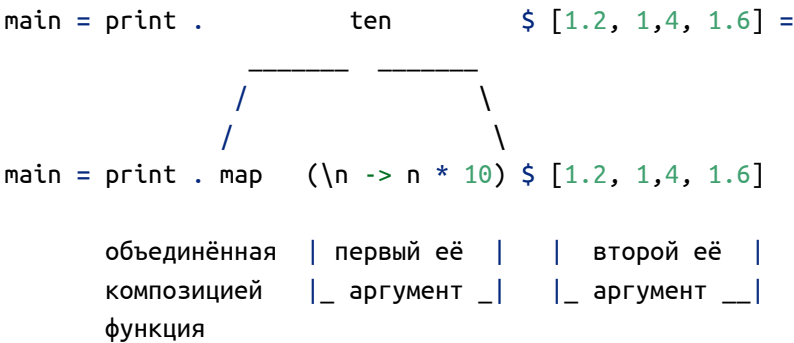 main = print . ten $ [1.2, 1,4, 1.6] =
_______ _______
/ \
/ \
main = print . map (\n -> n * 10) $ [1.2, 1,4, 1.6]
объединённая | первый её | | второй её |
композицией |_ аргумент _| |_ аргумент __|
функция